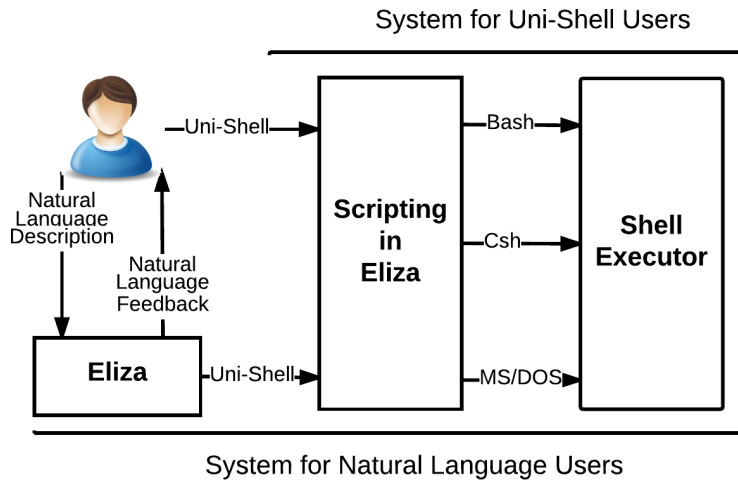 System for Uni-Shell Users
Uni-Shell
Bash
Natural
Language
Description
Scripting
in
Eliza
Shell
Executor
Csh
Natural
Language
Feedback
Eliza
Uni-Shell
MS/DOS
System for Natural Language Users